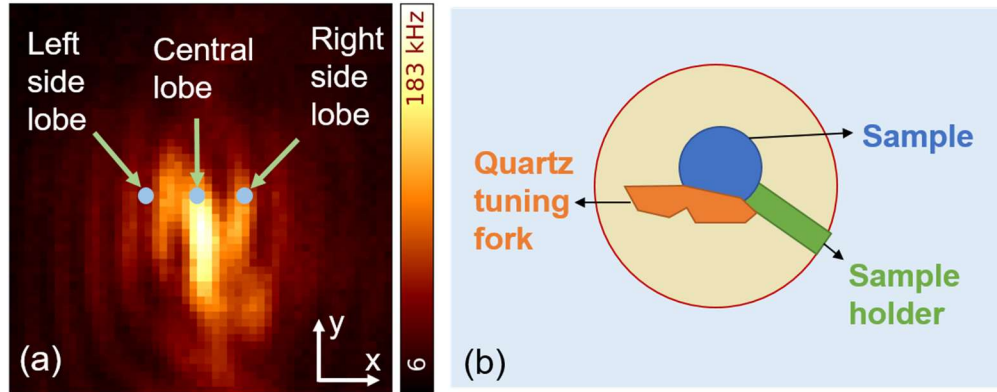 Left
side
lobe
Central
lobe
Right
side
lobe
183 kHz
6
(a)
y
x
Quartz
tuning
fork
Sample
Sample
holder
(b)